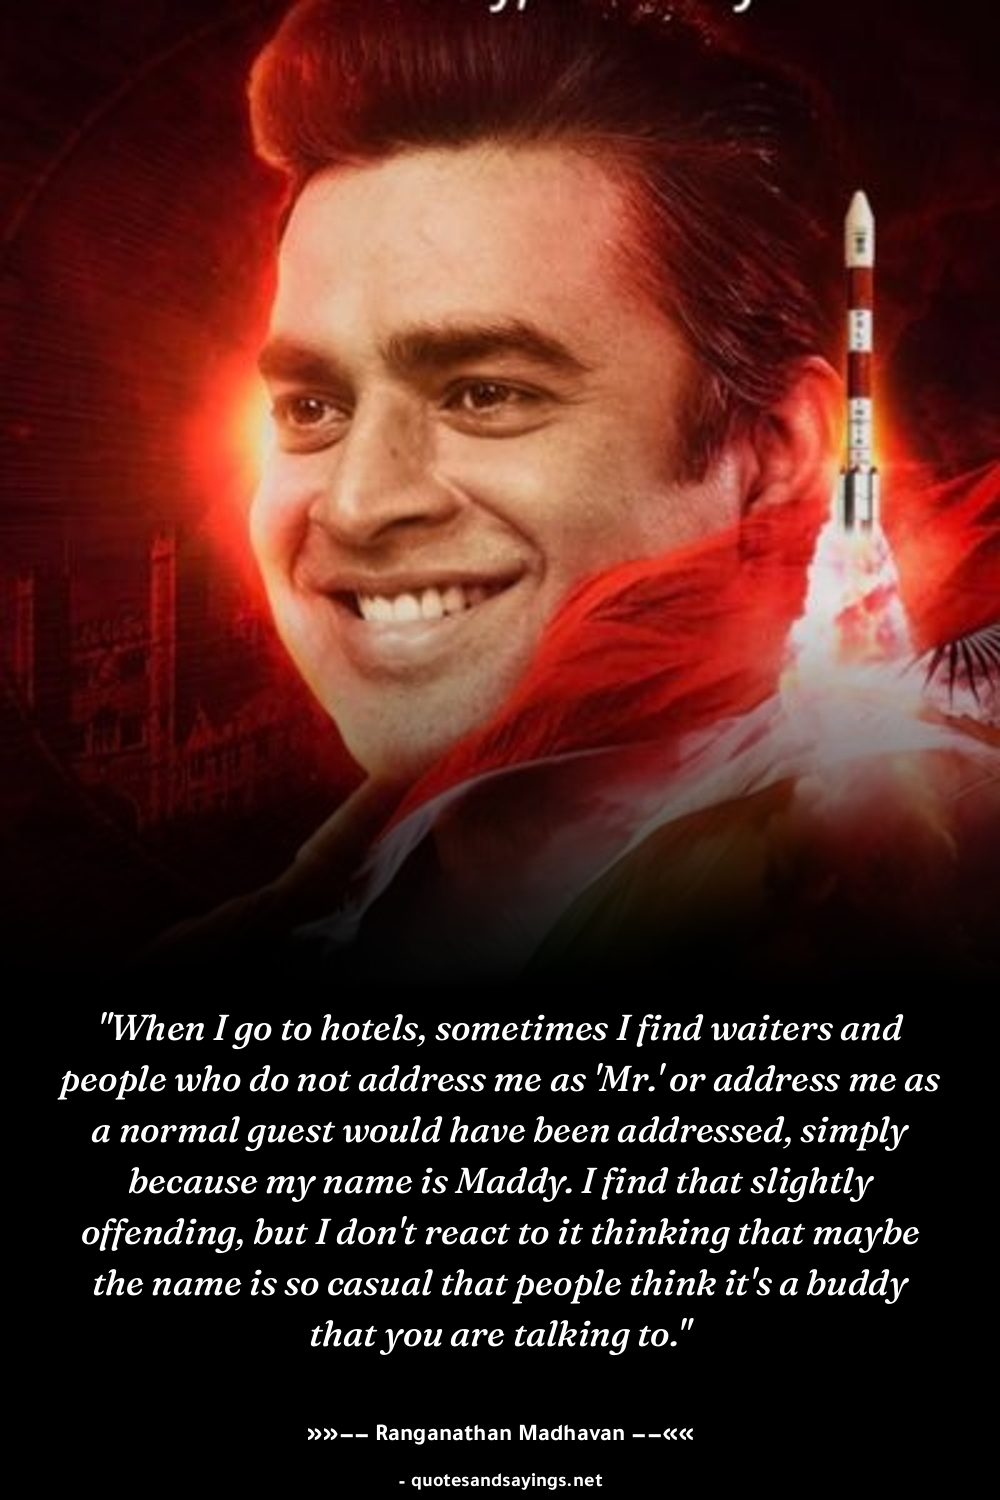 "When I go to hotels, sometimes I find waiters and
people who do not address me as 'Mr.' or address me as
a normal guest would have been addressed, simply
because my name is Maddy. I find that slightly
offending, but I don't react to it thinking that maybe
the name is so casual that people think it's a buddy
that you are talking to."
»»−− Ranganathan Madhavan −−««
- quotesandsayings.net